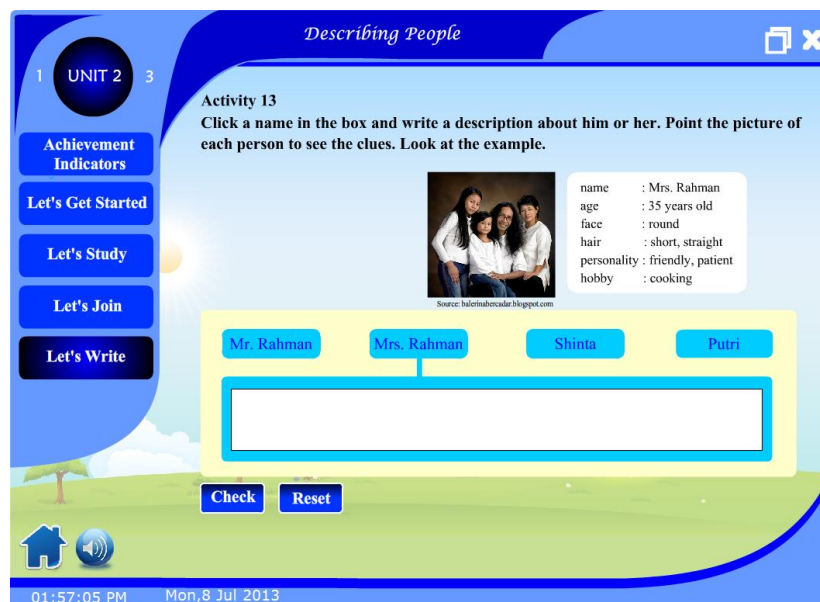 Describing People
1 UNIT 2 3
Activity 13
Click a name in the box and write a description about him or her. Point the picture of
each person to see the clues. Look at the example.
Achievement
Indicators
Let's Get Started
Let's Study
Let's Join
Let's Write
name : Mrs. Rahman
age : 35 years old
face : round
hair : short, straight
personality : friendly, patient
hobby : cooking
Source: balerinabercadar.blogspot.com
Mr. Rahman
Mrs. Rahman
Shinta
Putri
Check
Reset
01:57:05 PM Mon,8 Jul 2013